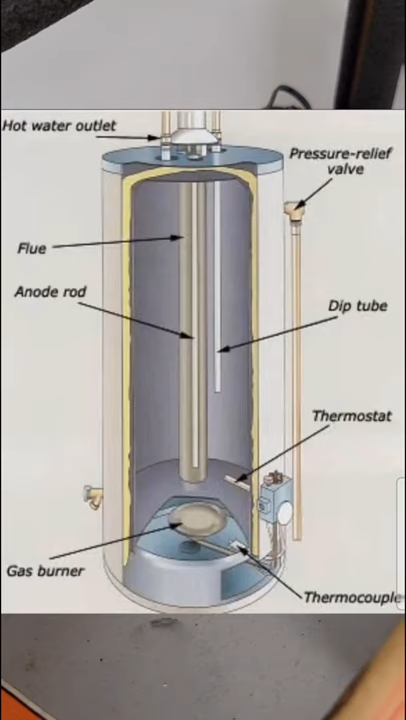 Hot water outlet
Pressure-relief
valve
Flue
Anode rod
Dip tube
Thermostat
Gas burner
Thermocouple